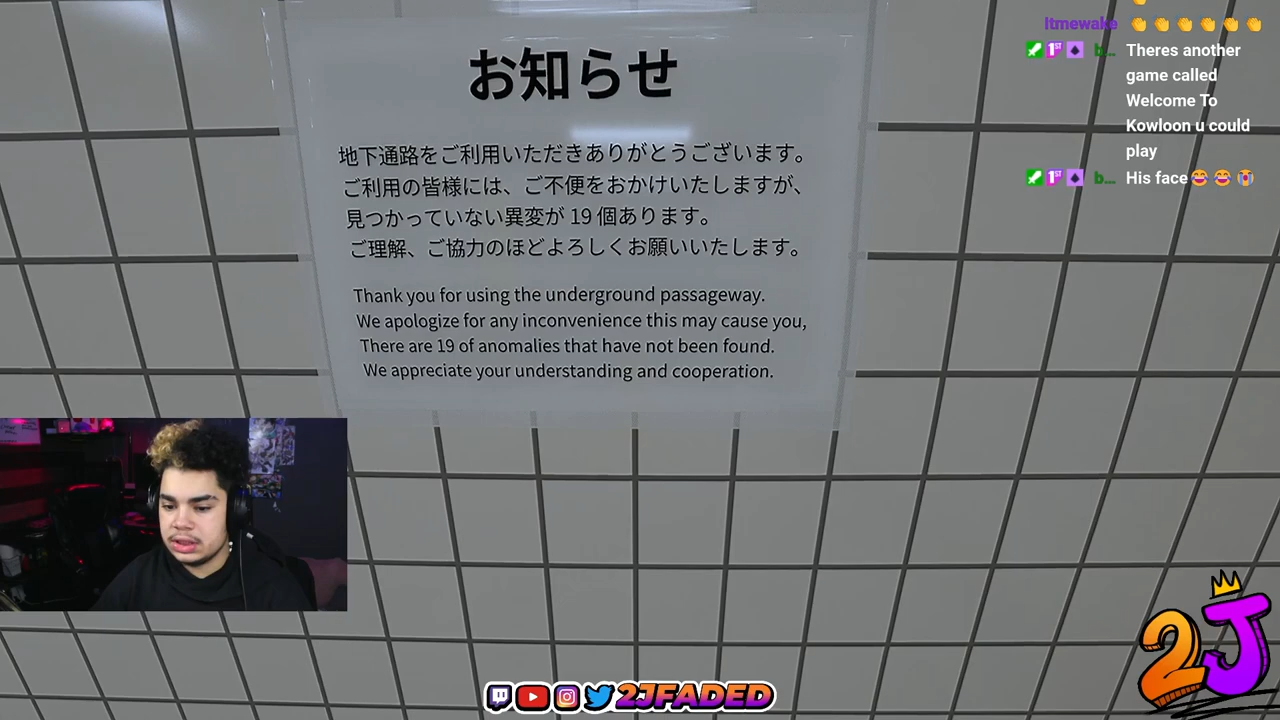 お知らせ
地下通路をご利用いただきありがとうございます。
ご利用の皆様には、ご不便をおかけいたしますが、
見つかっていない異変が 19 個あります。
ご理解、ご協力のほどよろしくお願いいたします。
Thank you for using the underground passageway.
We apologize for any inconvenience this may cause you,
There are 19 of anomalies that have not been found.
We appreciate your understanding and cooperation.
Itmewake 👏👏👏👏👏👏
b... Theres another
game called
Welcome To
Kowloon u could
play
b... His face😂😂😭
2JFADED
2J